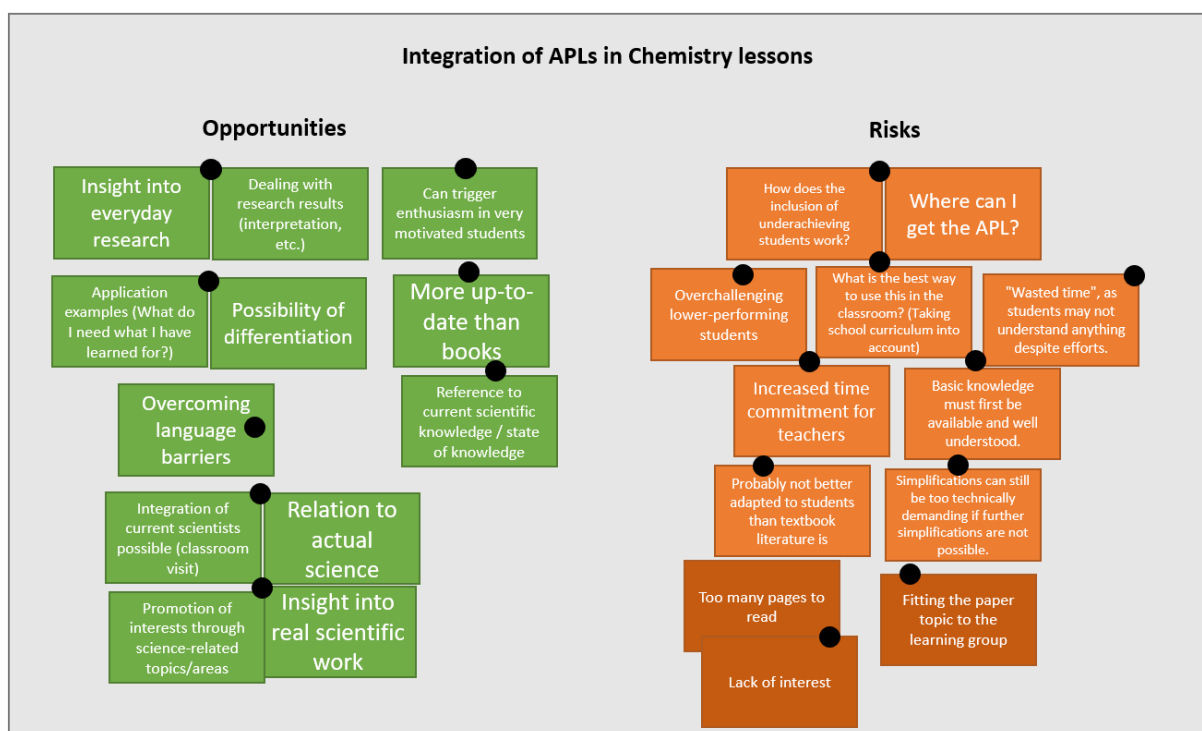 Integration of APLs in Chemistry lessons
Opportunities
Insight into
everyday
research
Dealing with
research results
(interpretation,
etc.)
Can trigger
enthusiasm in very
motivated students
Application
examples (What do
I need what I have
learned for?)
Possibility of
differentiation
More up-to-
date than
books
Overcoming
language
barriers
Reference to
current scientific
knowledge / state
of knowledge
Integration of
current scientists
possible (classroom
visit)
Relation to
actual
science
Promotion of
interests through
science-related
topics/areas
Insight into
real scientific
work
Risks
How does the
inclusion of
underachieving
students work?
Where can I
get the APL?
Overchallenging
lower-performing
students
What is the best way
to use this in the
classroom? (Taking
school curriculum into
account)
"Wasted time", as
students may not
understand anything
despite efforts.
Increased time
commitment for
teachers
Basic knowledge
must first be
available and well
understood.
Probably not better
adapted to students
than textbook
literature is
Simplifications can still
be too technically
demanding if further
simplifications are not
possible.
Too many pages to
read
Fitting the paper
topic to the
learning group
Lack of interest